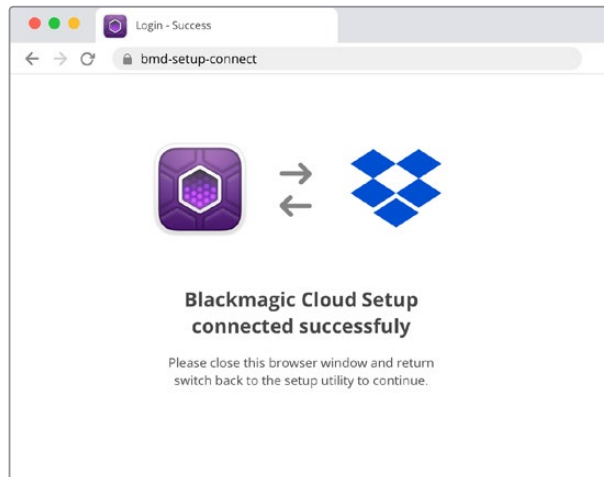 Login - Success
bmd-setup-connect
Blackmagic Cloud Setup
connected successfuly
Please close this browser window and return
switch back to the setup utility to continue.